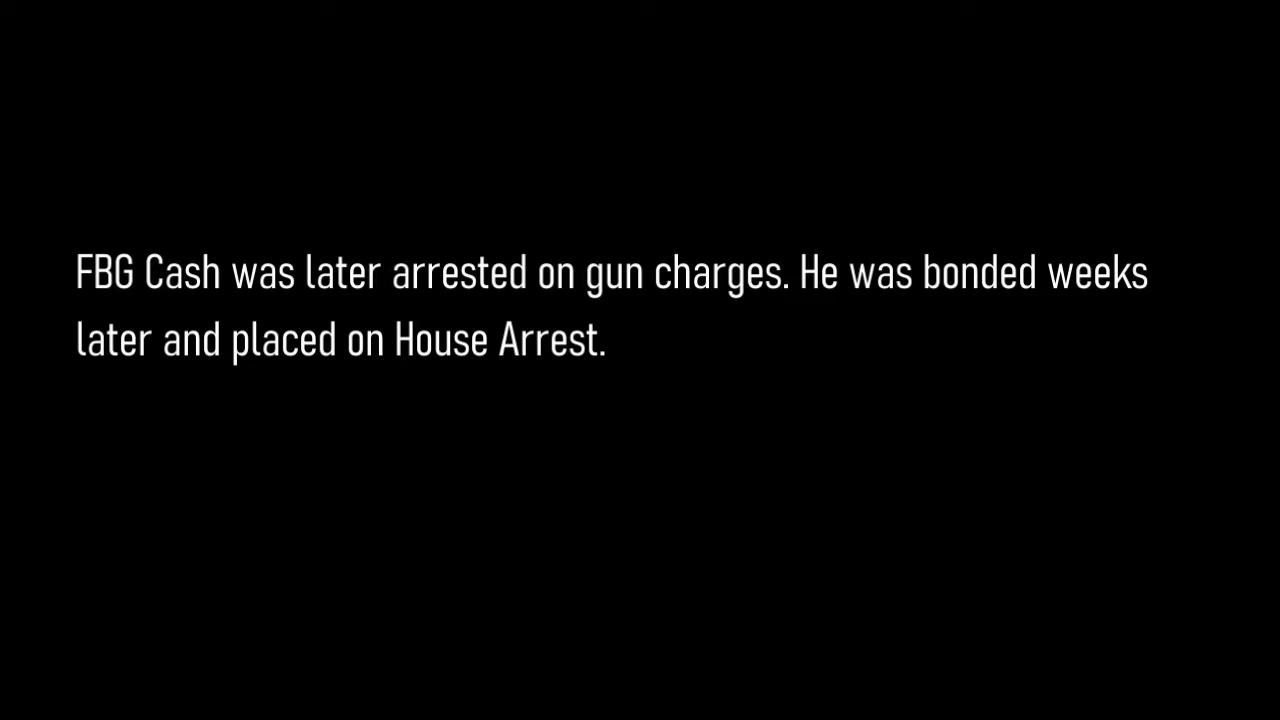 FBG Cash was later arrested on gun charges. He was bonded weeks
later and placed on House Arrest.